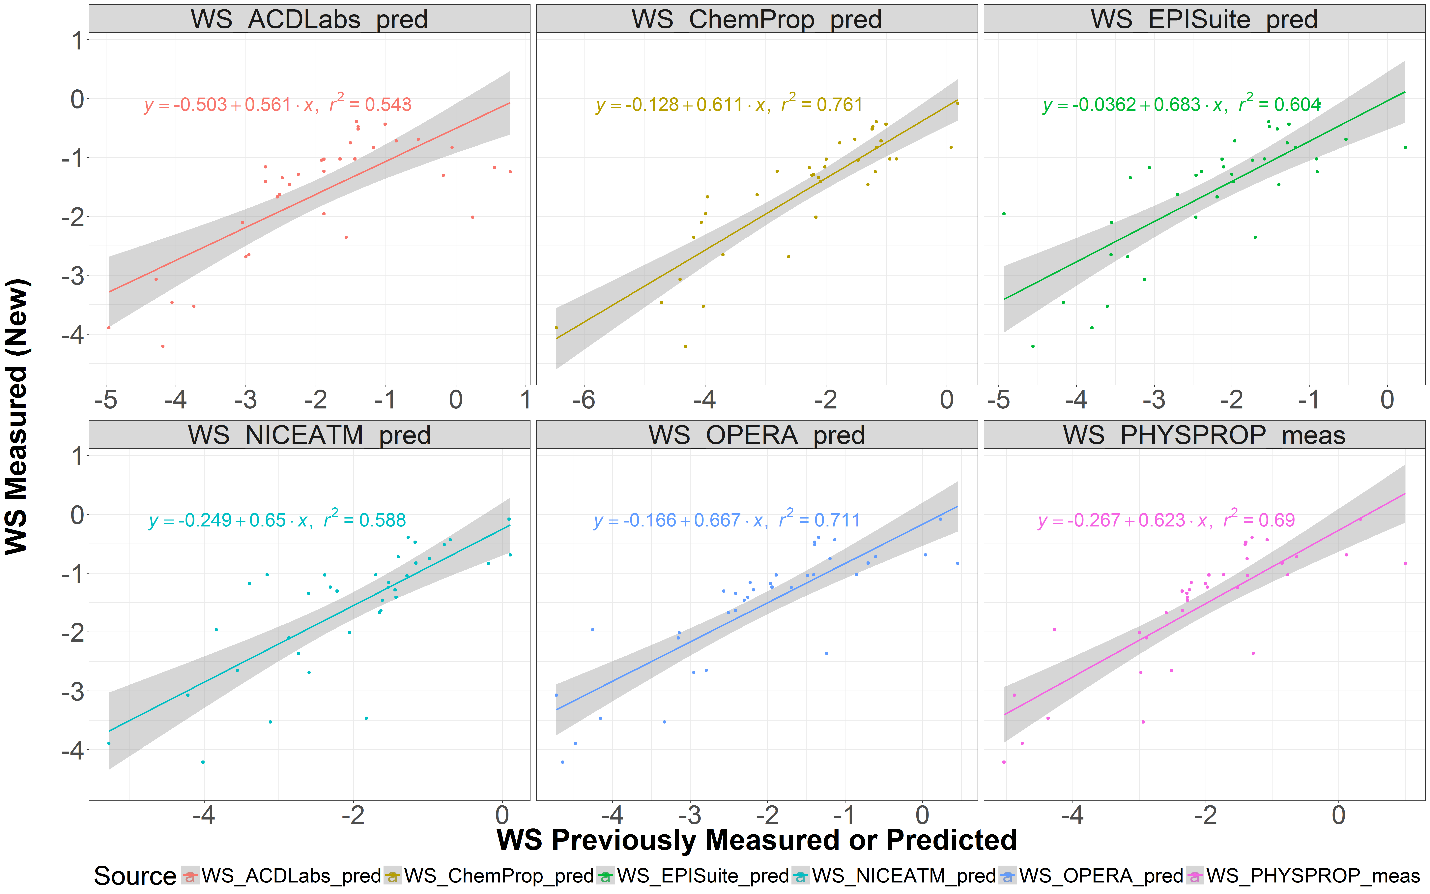 WS_ACDLabs_pred
WS_ChemProp_pred
WS_EPISuite_pred
y = -0.503 + 0.561 · x, r² = 0.543
y = -0.128 + 0.611 · x, r² = 0.761
y = -0.0362 + 0.683 · x, r² = 0.604
1
0
-1
-2
-3
-4
-5 -4 -3 -2 -1 0 1
-6 -4 -2 0
-5 -4 -3 -2 -1 0
WS_NICEATM_pred
WS_OPERA_pred
WS_PHYSPROP_meas
y = -0.249 + 0.65 · x, r² = 0.588
y = -0.166 + 0.667 · x, r² = 0.711
y = -0.267 + 0.623 · x, r² = 0.69
1
0
-1
-2
-3
-4
-4 -2 0
-4 -3 -2 -1 0
-4 -2 0
WS Measured (New)
WS Previously Measured or Predicted
Source a WS_ACDLabs_pred a WS_ChemProp_pred a WS_EPISuite_pred a WS_NICEATM_pred a WS_OPERA_pred a WS_PHYSPROP_meas